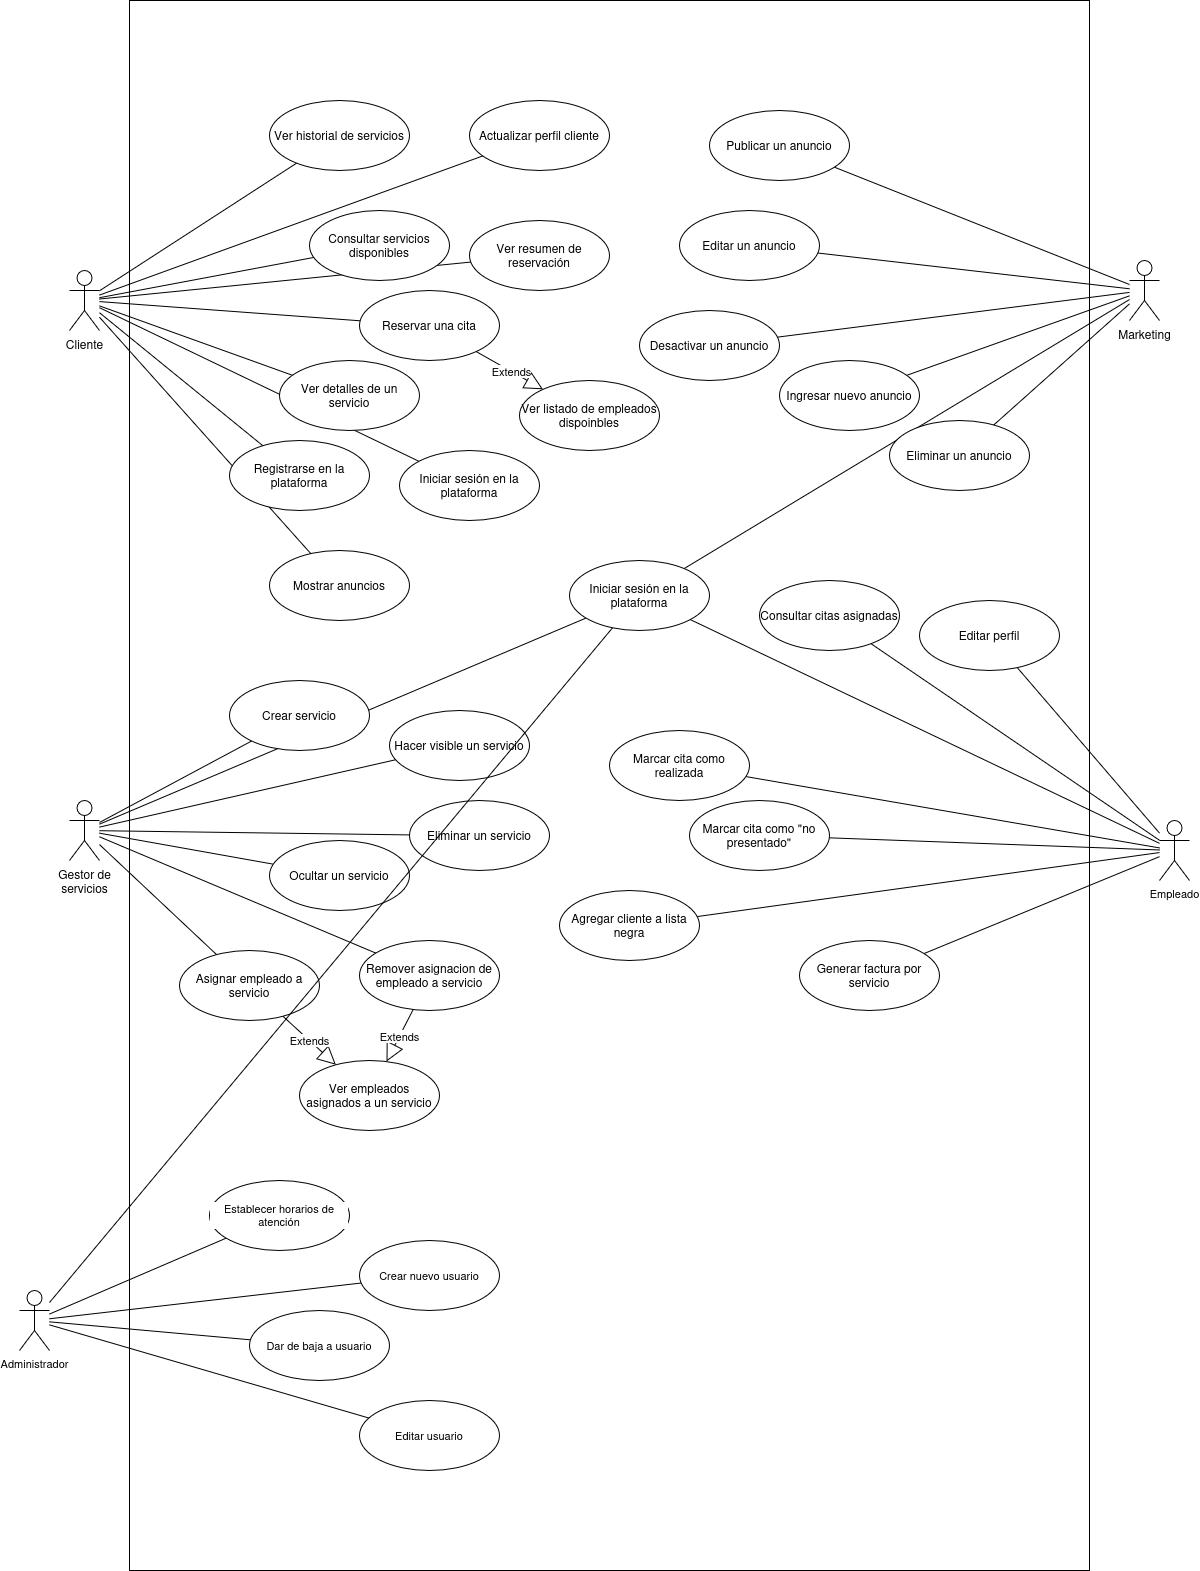 Ver historial de servicios
Actualizar perfil cliente
Publicar un anuncio
Consultar servicios
disponibles
Ver resumen de
reservación
Editar un anuncio
Cliente
Reservar una cita
Marketing
Desactivar un anuncio
Extends
Ver detalles de un
servicio
Ver listado de empleados
dispoinbles
Ingresar nuevo anuncio
Eliminar un anuncio
Registrarse en la
plataforma
Iniciar sesión en la
plataforma
Mostrar anuncios
Iniciar sesión en la
plataforma
Consultar citas asignadas
Editar perfil
Crear servicio
Hacer visible un servicio
Marcar cita como
realizada
Eliminar un servicio
Marcar cita como "no
presentado"
Gestor de
servicios
Ocultar un servicio
Empleado
Agregar cliente a lista
negra
Asignar empleado a
servicio
Remover asignacion de
empleado a servicio
Generar factura por
servicio
Extends
Extends
Ver empleados
asignados a un servicio
Establecer horarios de
atención
Crear nuevo usuario
Dar de baja a usuario
Administrador
Editar usuario